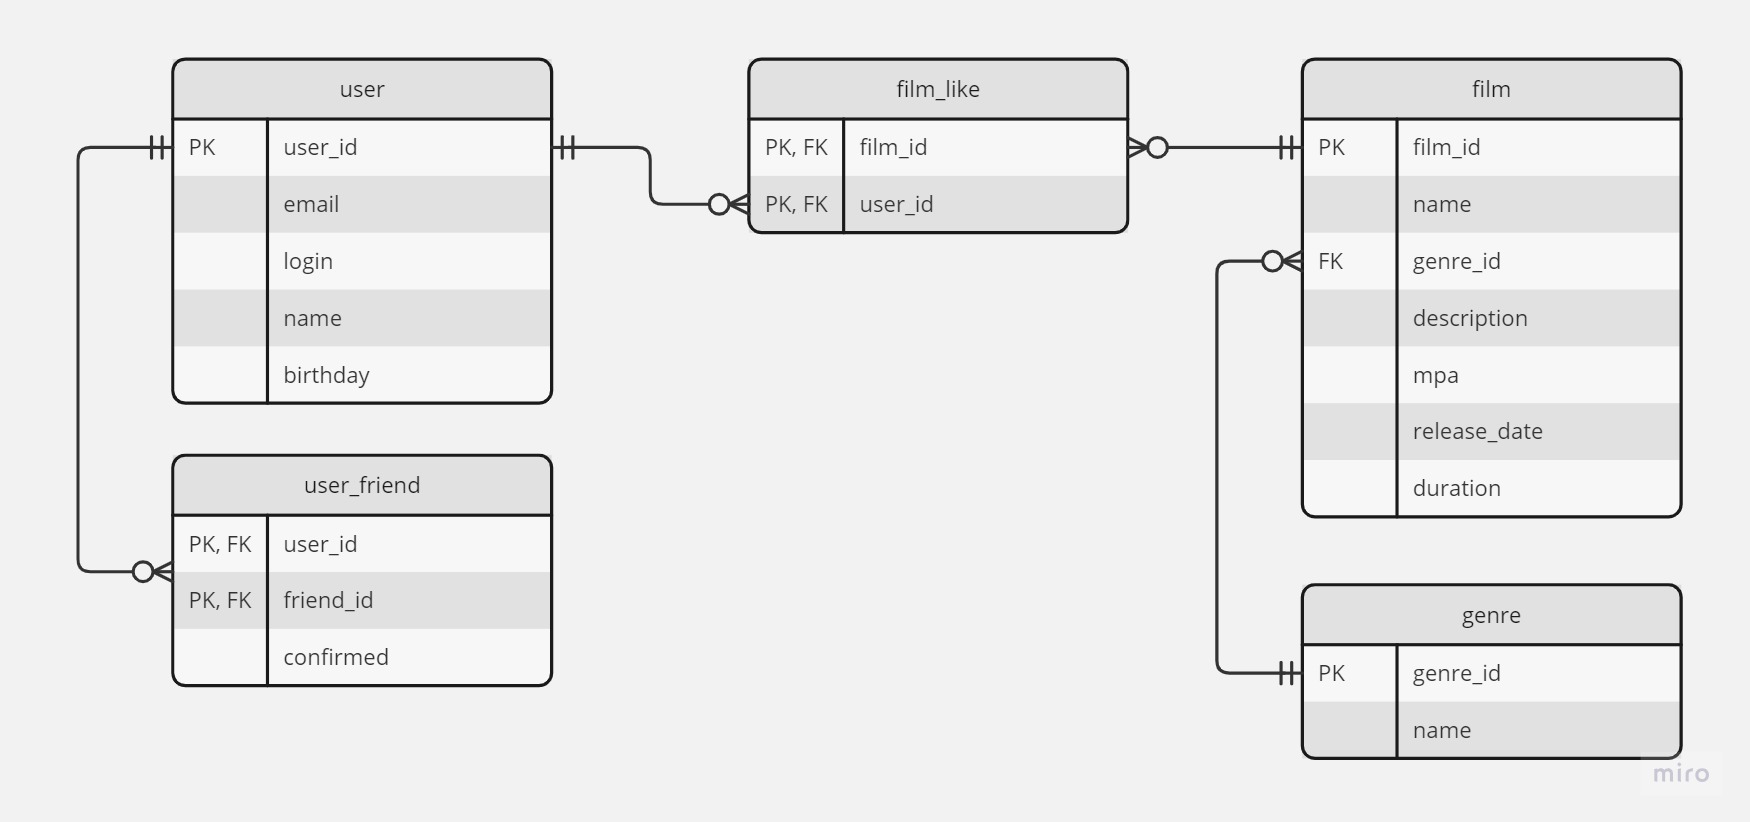 user
PK user_id
email
login
name
birthday
user_friend
PK, FK user_id
PK, FK friend_id
confirmed
film_like
PK, FK film_id
PK, FK user_id
film
PK film_id
name
FK genre_id
description
mpa
release_date
duration
genre
PK genre_id
name
miro